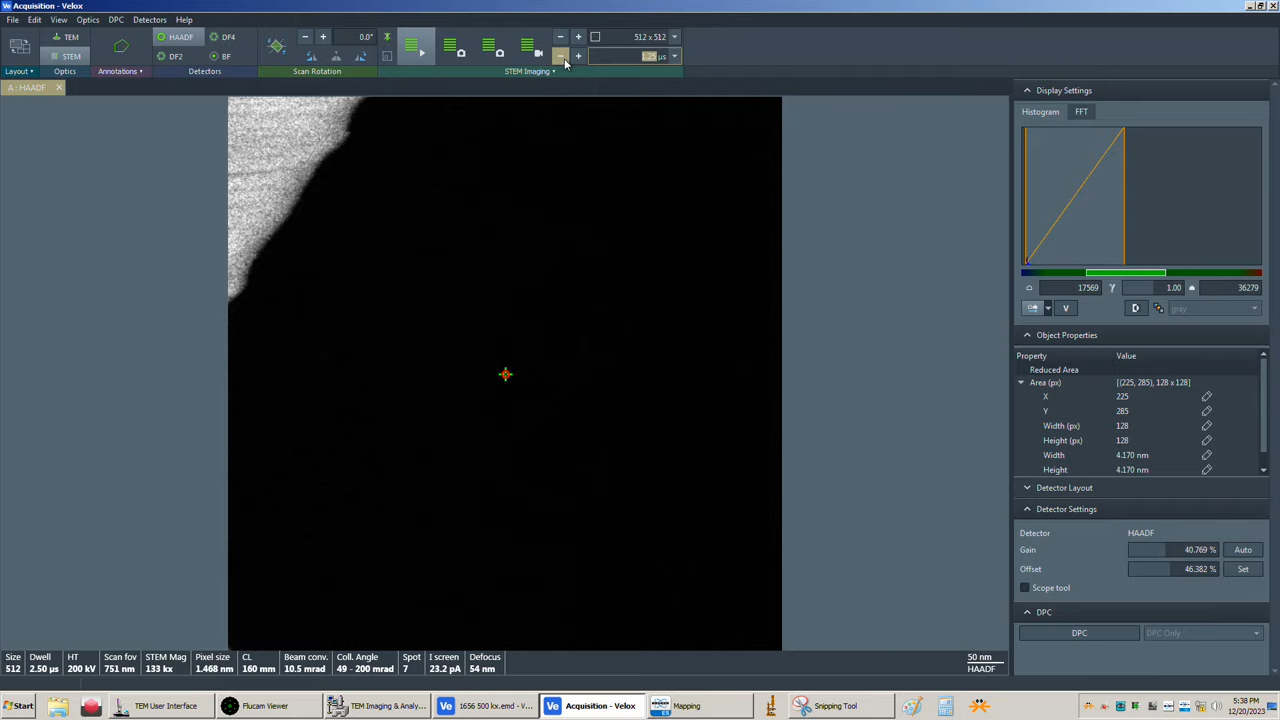 Ve Acquisition - Velox
File Edit View Optics DPC Detectors Help
TEM HAADF DF4 0.0° 512 x 512
STEM DF2 BF µs
Layout Optics Annotations Detectors Scan Rotation STEM Imaging
A : HAADF
Display Settings
Histogram FFT
17569 γ 1.00 36279
V D gray
Object Properties
Property Value
Reduced Area
Area (px) [(225, 285), 128 x 128]
X 225
Y 285
Width (px) 128
Height (px) 128
Width 4.170 nm
Height 4.170 nm
Detector Layout
Detector Settings
Detector HAADF
Gain 40.769 % Auto
Offset 46.382 % Set
Scope tool
DPC
DPC DPC Only
Size Dwell HT Scan fov STEM Mag Pixel size CL Beam conv. Coll. Angle Spot I screen Defocus 50 nm
512 2.50 µs 200 kV 751 nm 133 kx 1.468 nm 160 mm 10.5 mrad 49 - 200 mrad 7 23.2 pA 54 nm HAADF
Start TEM User Interface Flucam Viewer TEM Imaging & Analy... Ve 1656 500 kx.emd - V... Ve Acquisition - Velox Mapping Snipping Tool 5:38 PM
12/20/2023